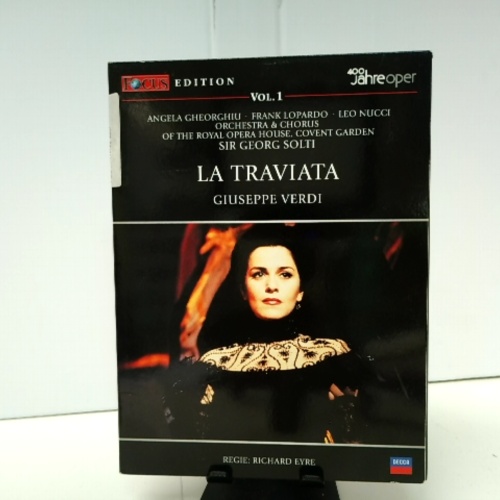 FOCUS EDITION
400 Jahre oper
VOL. 1
ANGELA GHEORGHIU · FRANK LOPARDO · LEO NUCCI
ORCHESTRA & CHORUS
OF THE ROYAL OPERA HOUSE, COVENT GARDEN
SIR GEORG SOLTI
LA TRAVIATA
GIUSEPPE VERDI
REGIE: RICHARD EYRE
DECCA